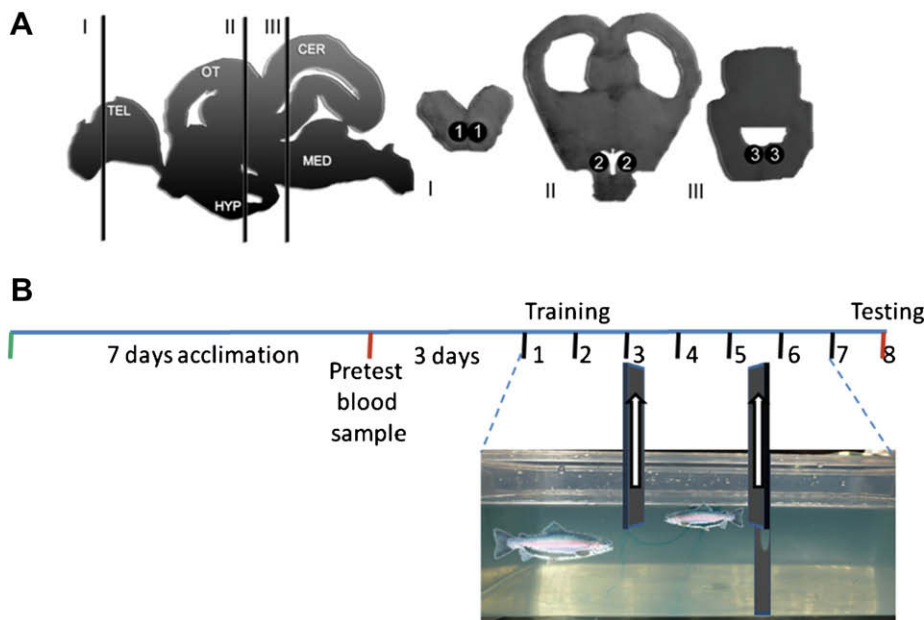 A
I II III
OT CER
TEL
MED
HYP
1 1
I
2 2
II
3 3
III
B
Training Testing
7 days acclimation 3 days 1 2 3 4 5 6 7 8
Pretest
blood
sample